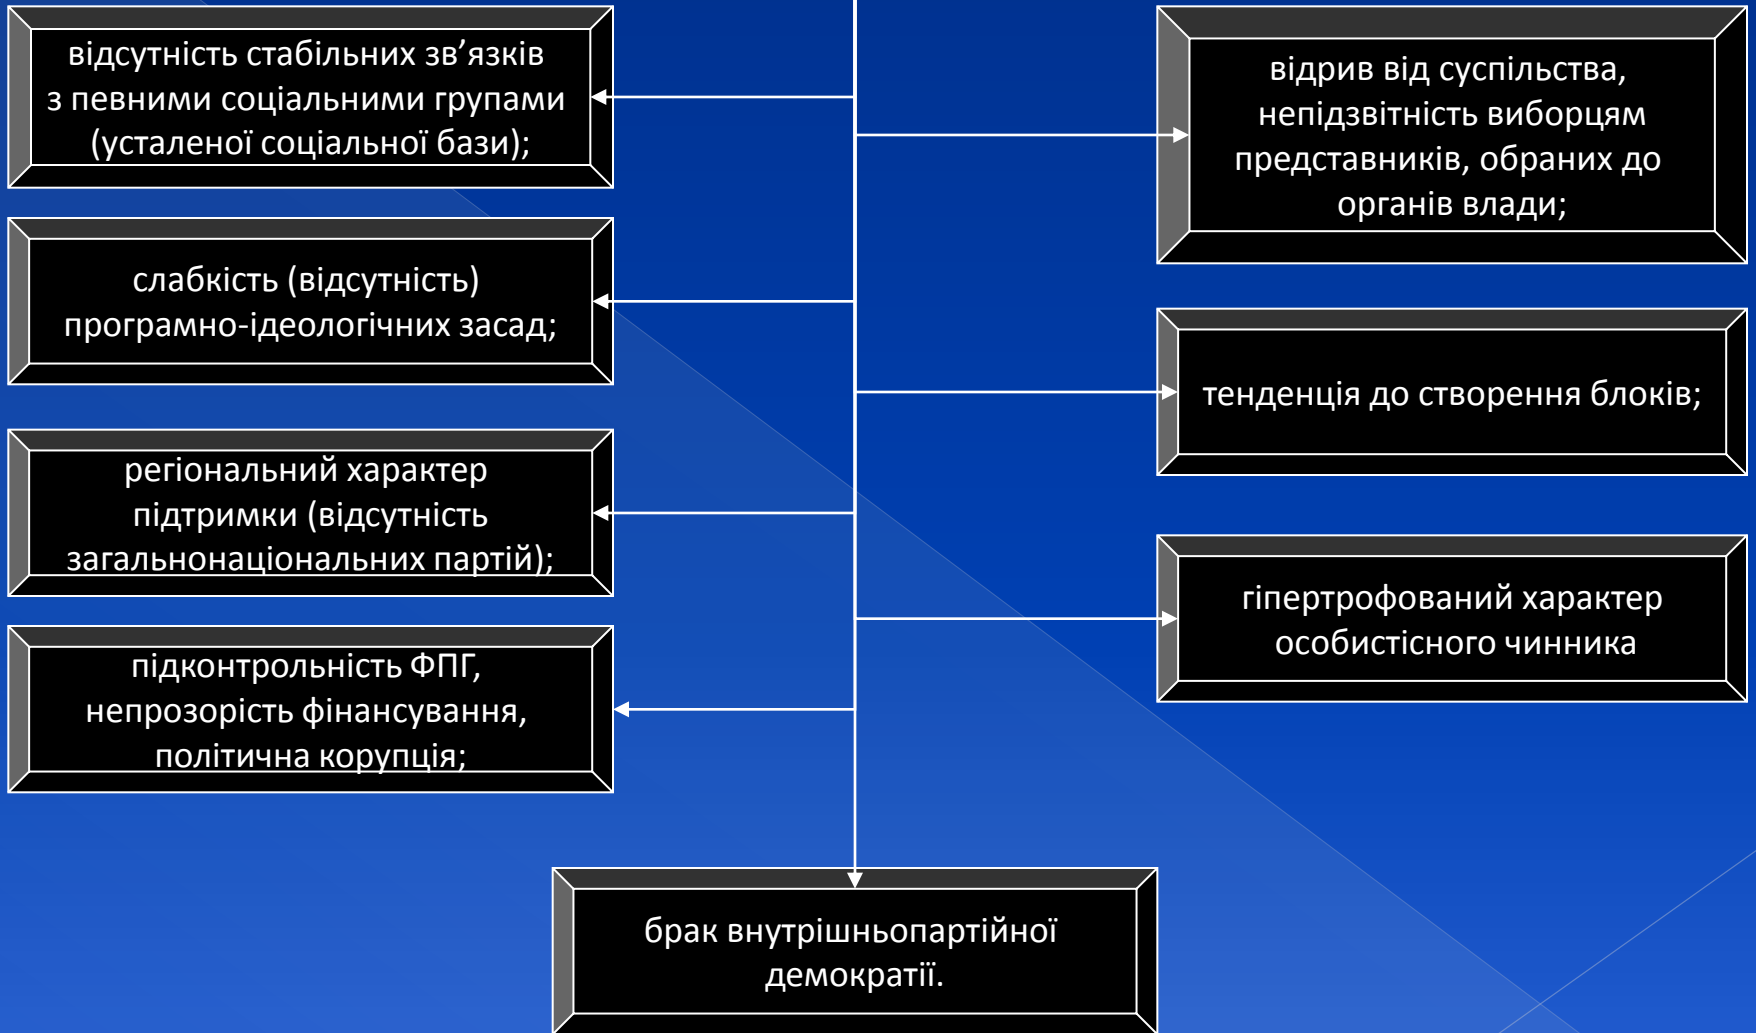 відсутність стабільних зв’язків
з певними соціальними групами
(усталеної соціальної бази);
слабкість (відсутність)
програмно-ідеологічних засад;
регіональний характер
підтримки (відсутність
загальнонаціональних партій);
підконтрольність ФПГ,
непрозорість фінансування,
політична корупція;
відрив від суспільства,
непідзвітність виборцям
представників, обраних до
органів влади;
тенденція до створення блоків;
гіпертрофований характер
особистісного чинника
брак внутрішньопартійної
демократії.